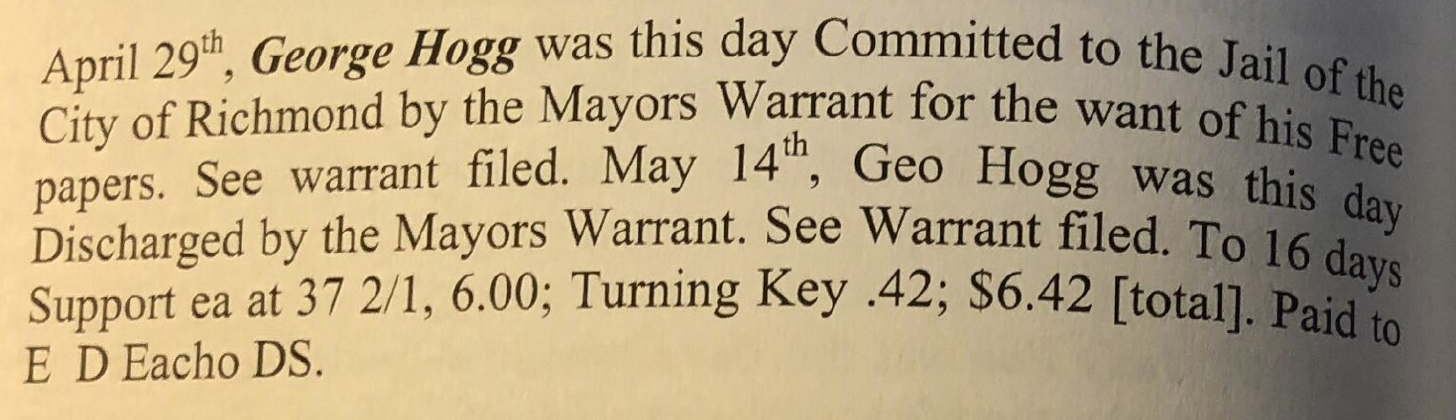 April 29th, George Hogg was this day Committed to the Jail of the
City of Richmond by the Mayors Warrant for the want of his Free
papers. See warrant filed. May 14th, Geo Hogg was this day
Discharged by the Mayors Warrant. See Warrant filed. To 16 days
Support ea at 37 2/1, 6.00; Turning Key .42; $6.42 [total]. Paid to
E D Eacho DS.